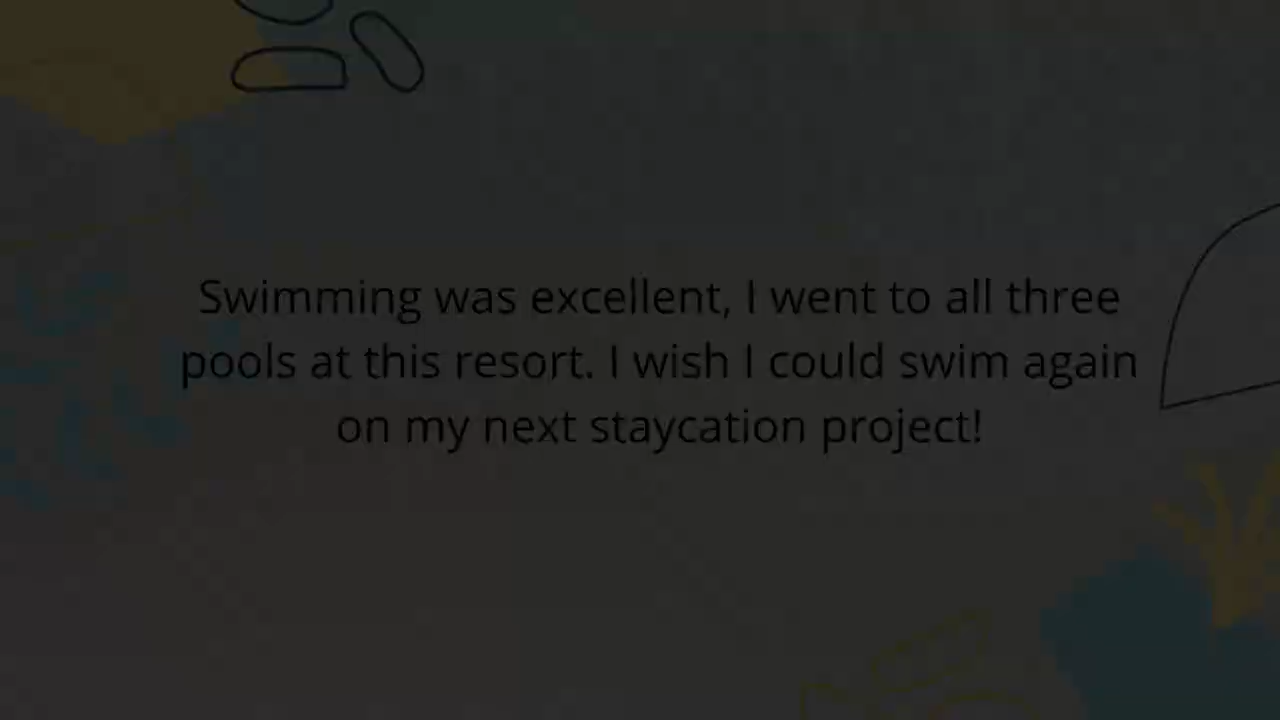 Swimming was excellent, I went to all three
pools at this resort. I wish I could swim again
on my next staycation project!